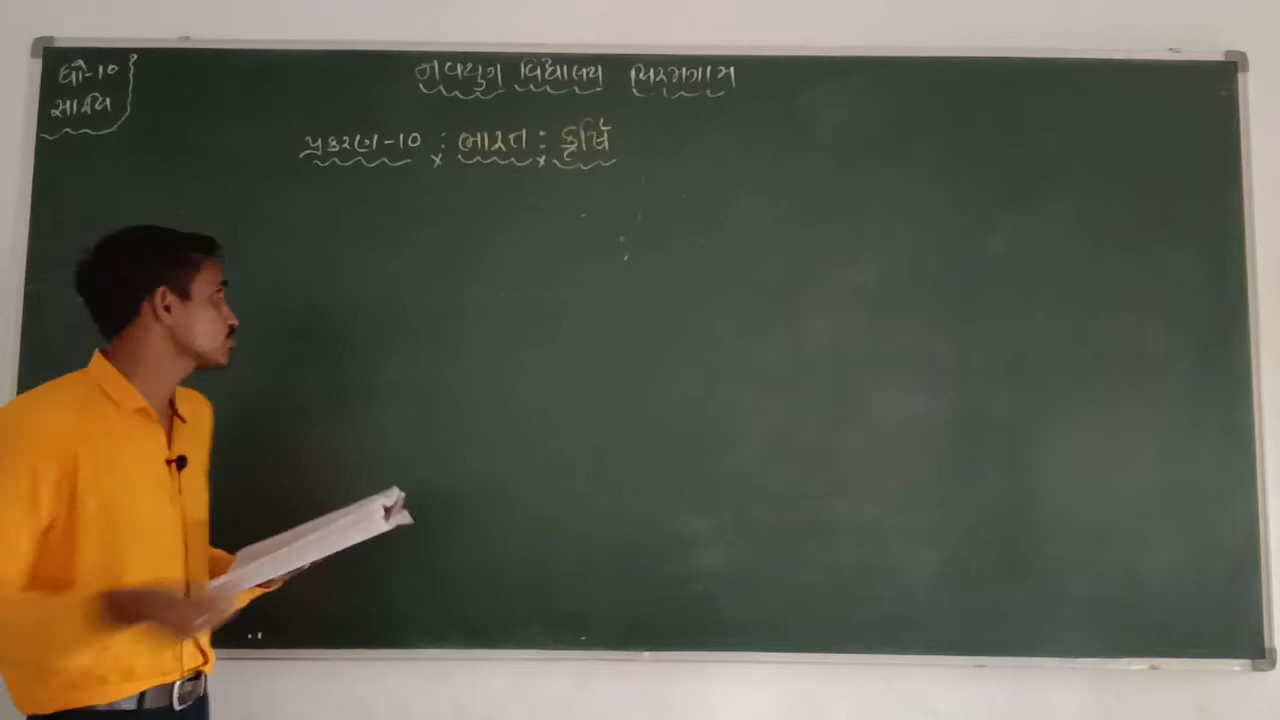 ધો-10
સા.વિ
નવયુગ વિદ્યાલય વિરમગામ
પ્રકરણ-10 : ભારત : કૃષિ